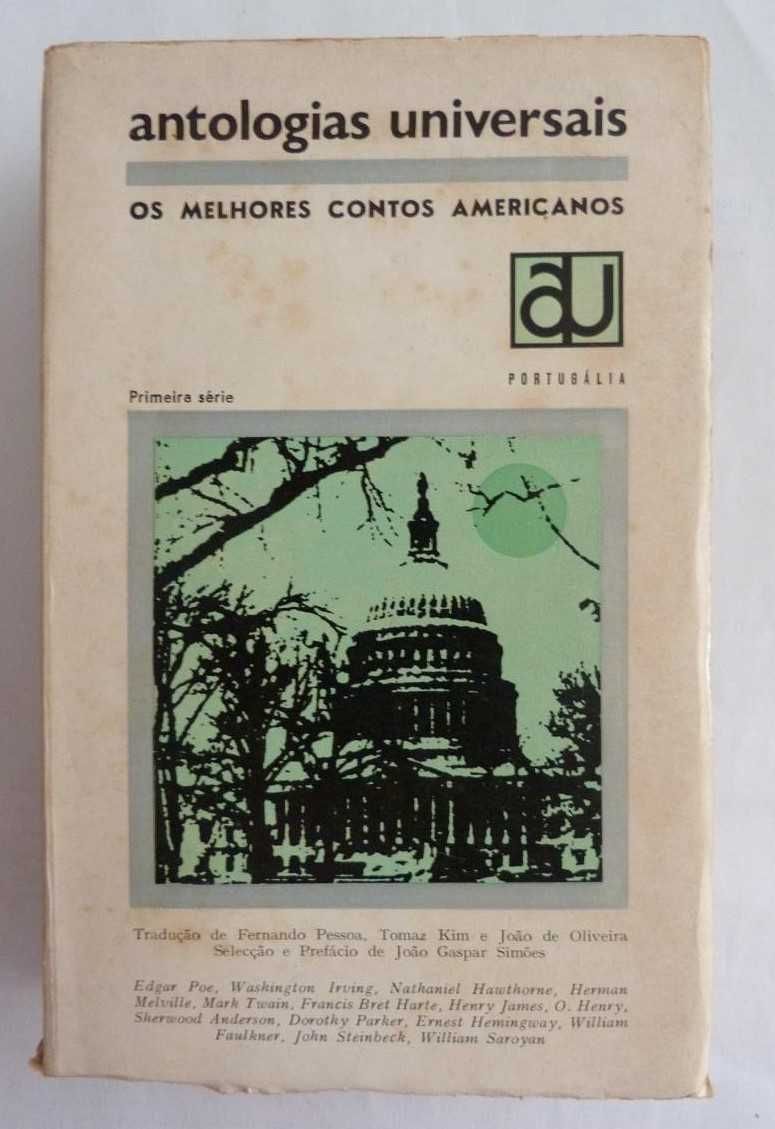 antologias universais
OS MELHORES CONTOS AMERICANOS
au
PORTUGÁLIA
Primeira série
Tradução de Fernando Pessoa, Tomaz Kim e João de Oliveira
Selecção e Prefácio de João Gaspar Simões
Edgar Poe, Washington Irving, Nathaniel Hawthorne, Herman
Melville, Mark Twain, Francis Bret Harte, Henry James, O. Henry,
Sherwood Anderson, Dorothy Parker, Ernest Hemingway, William
Faulkner, John Steinbeck, William Saroyan